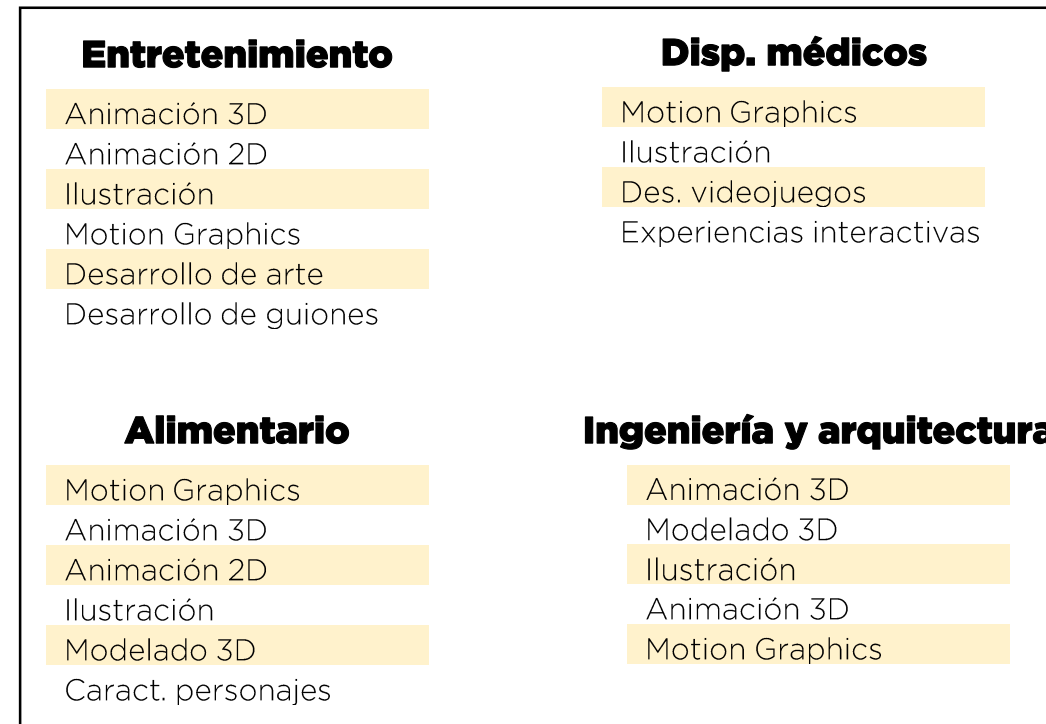 Entretenimiento
Animación 3D
Animación 2D
Ilustración
Motion Graphics
Desarrollo de arte
Desarrollo de guiones
Disp. médicos
Motion Graphics
Ilustración
Des. videojuegos
Experiencias interactivas
Alimentario
Motion Graphics
Animación 3D
Animación 2D
Ilustración
Modelado 3D
Caract. personajes
Ingeniería y arquitectura
Animación 3D
Modelado 3D
Ilustración
Animación 3D
Motion Graphics